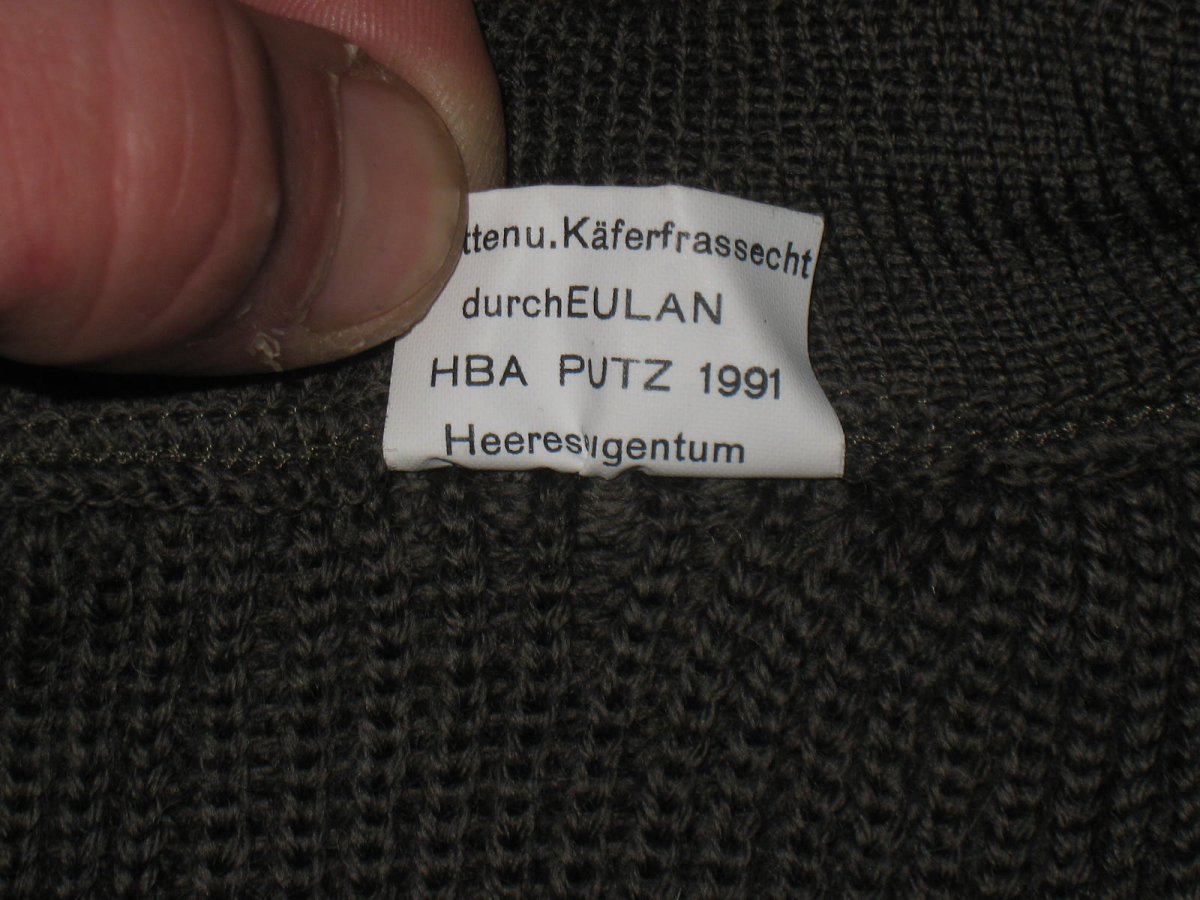 ttenu.Käferfrassecht
durchEULAN
HBA PUTZ 1991
Heereseigentum